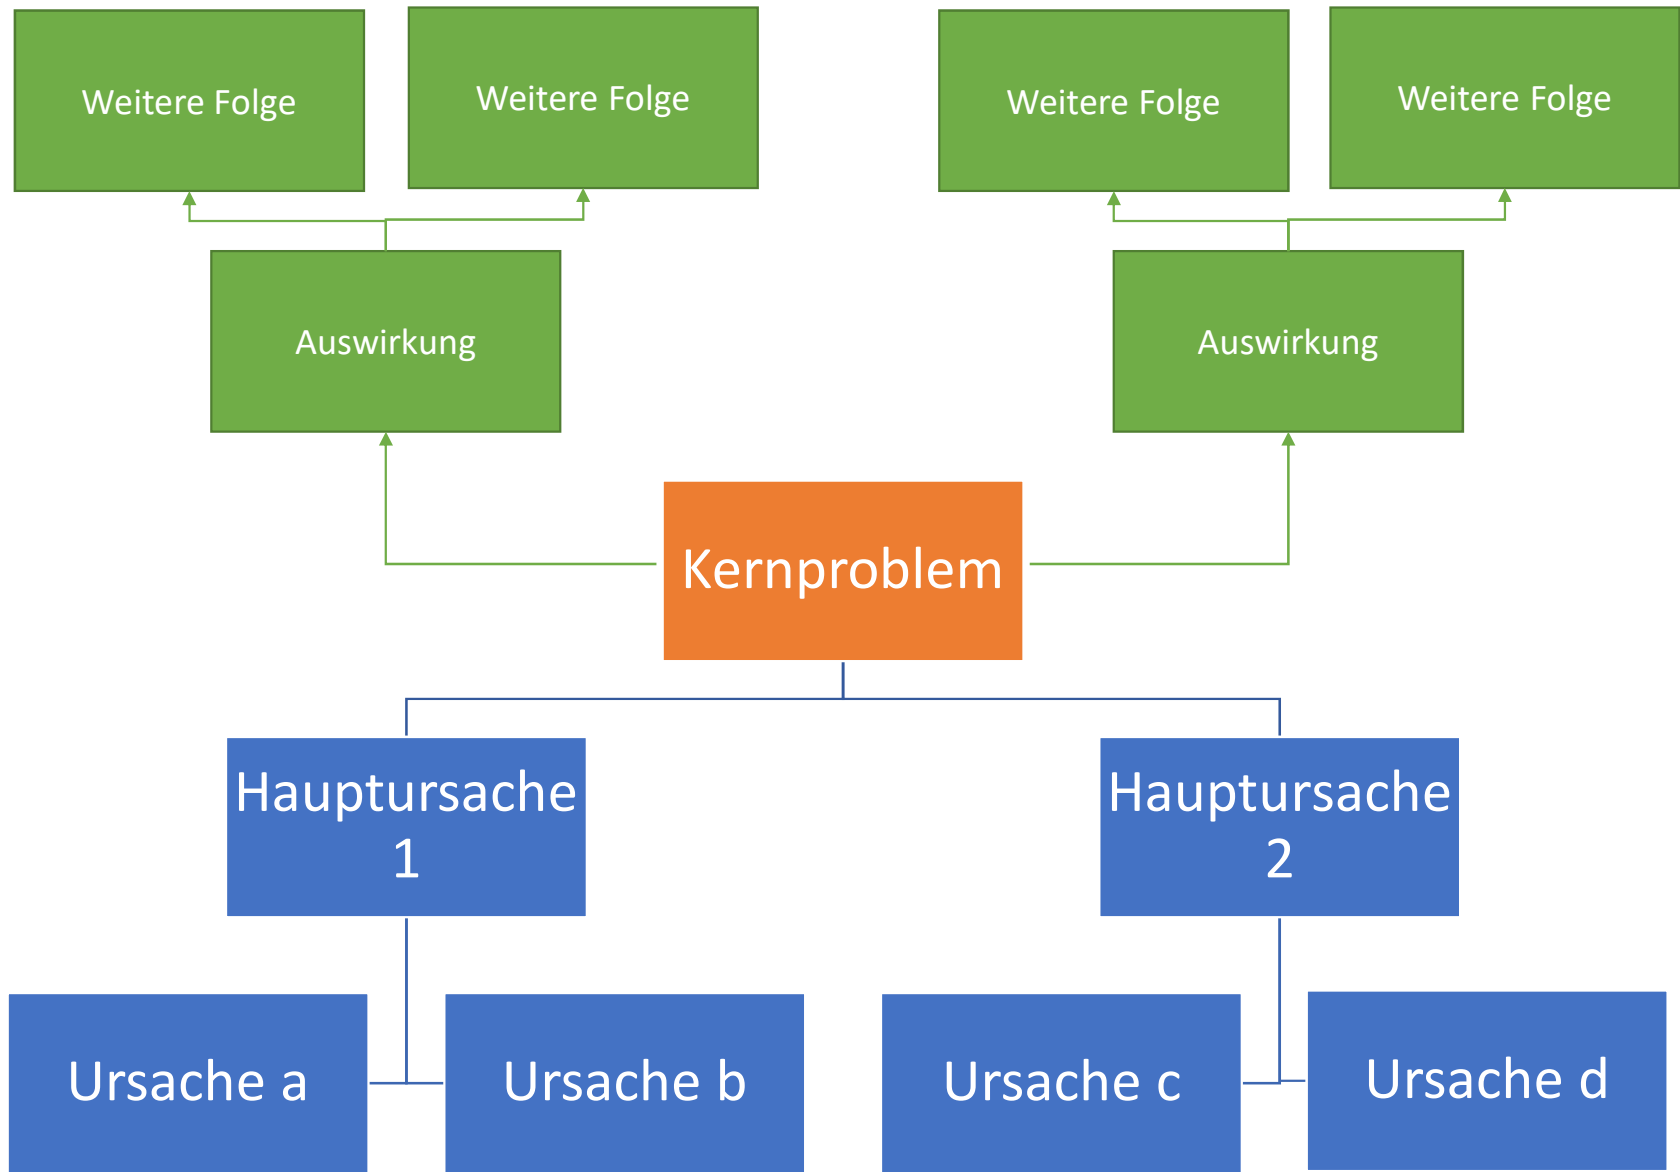 Weitere Folge
Weitere Folge
Weitere Folge
Weitere Folge
Auswirkung
Auswirkung
Kernproblem
Hauptursache
1
Hauptursache
2
Ursache a
Ursache b
Ursache c
Ursache d